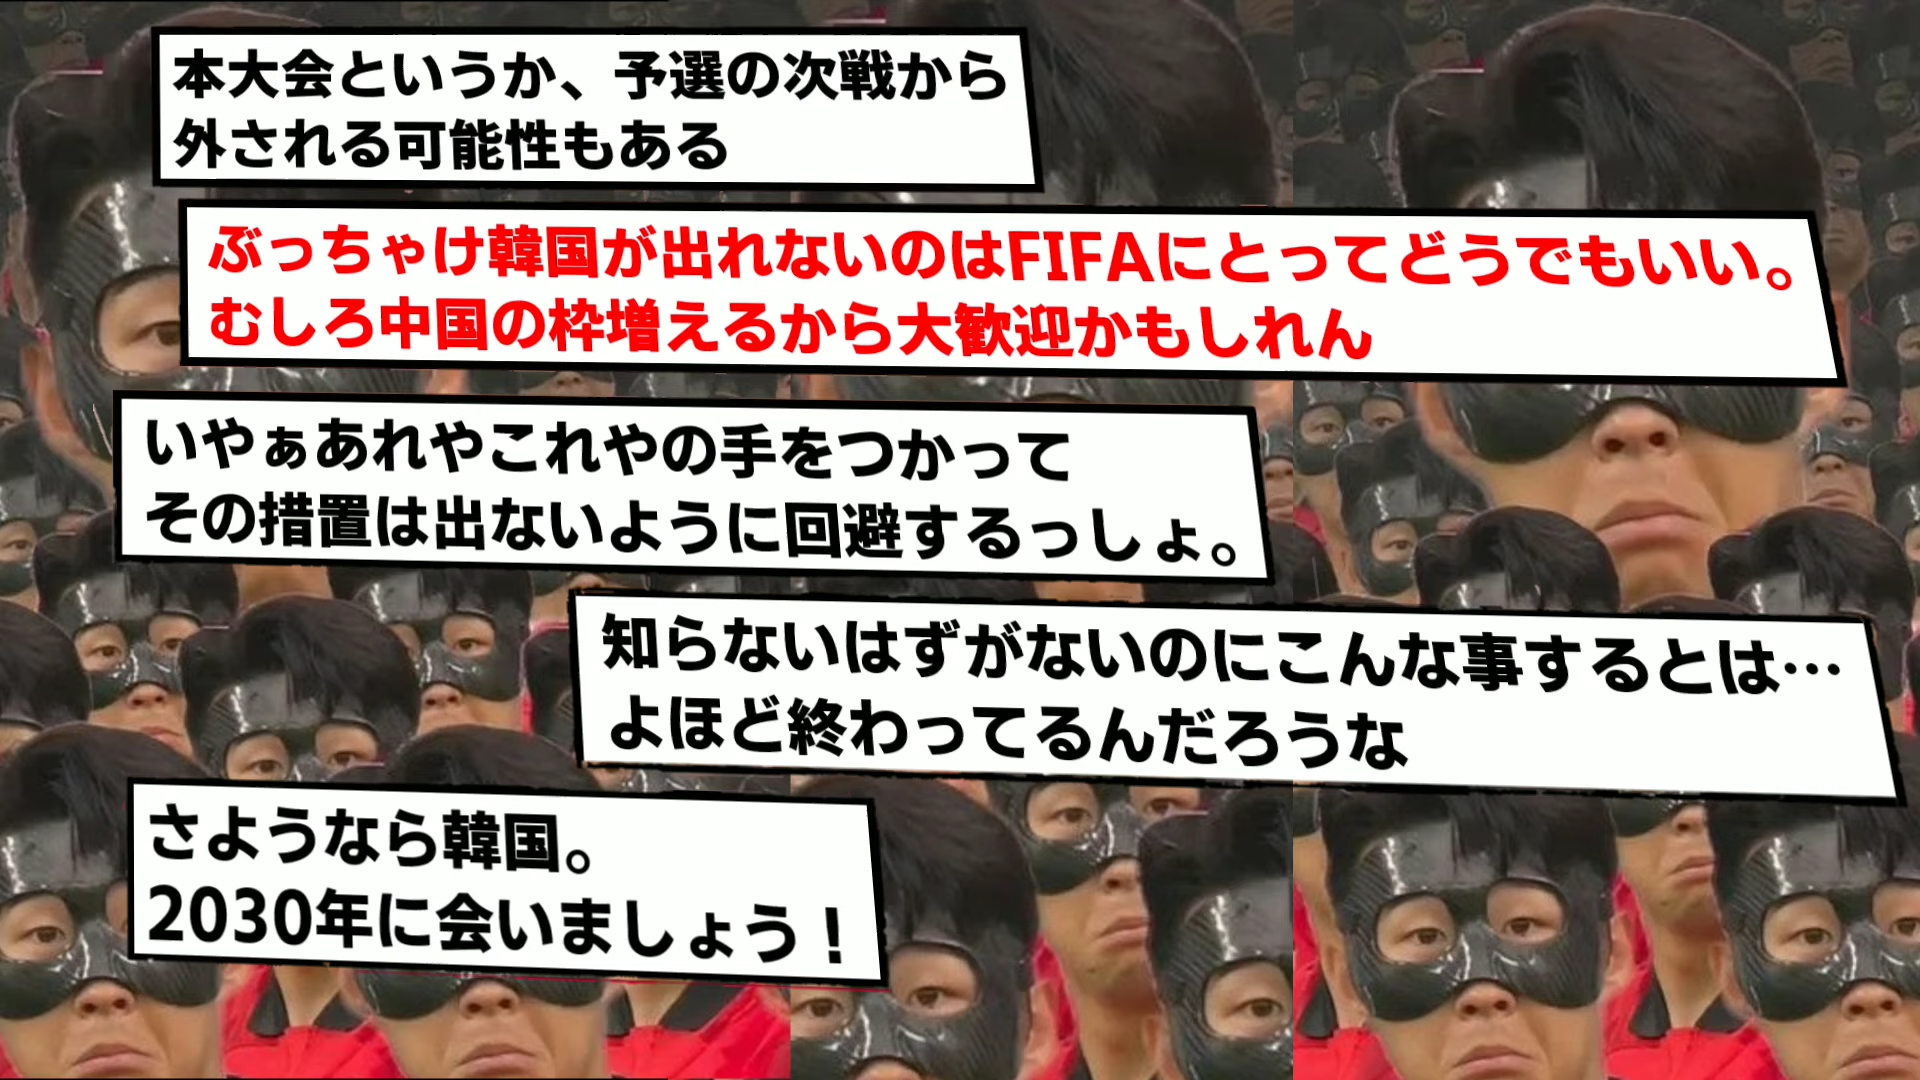 本大会というか、予選の次戦から
外される可能性もある
ぶっちゃけ韓国が出れないのはFIFAにとってどうでもいい。
むしろ中国の枠増えるから大歓迎かもしれん
いやぁあれやこれやの手をつかって
その措置は出ないように回避するっしょ。
知らないはずがないのにこんな事するとは…
よほど終わってるんだろうな
さようなら韓国。
2030年に会いましょう！